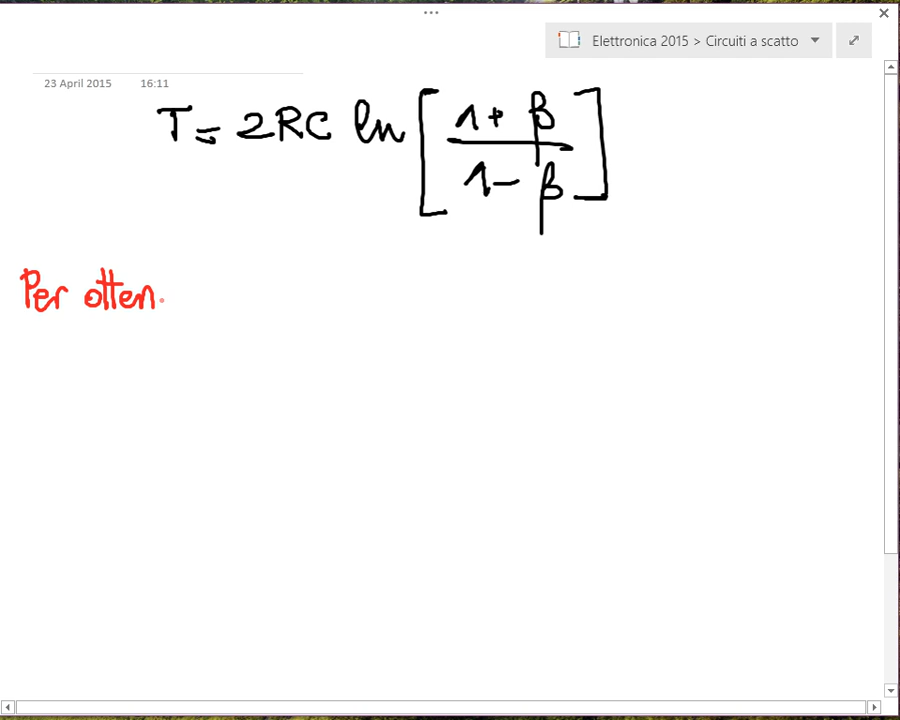 Elettronica 2015 > Circuiti a scatto
23 April 2015 16:11
T = 2RC ln [ 1 + β / 1 - β ]
Per otten